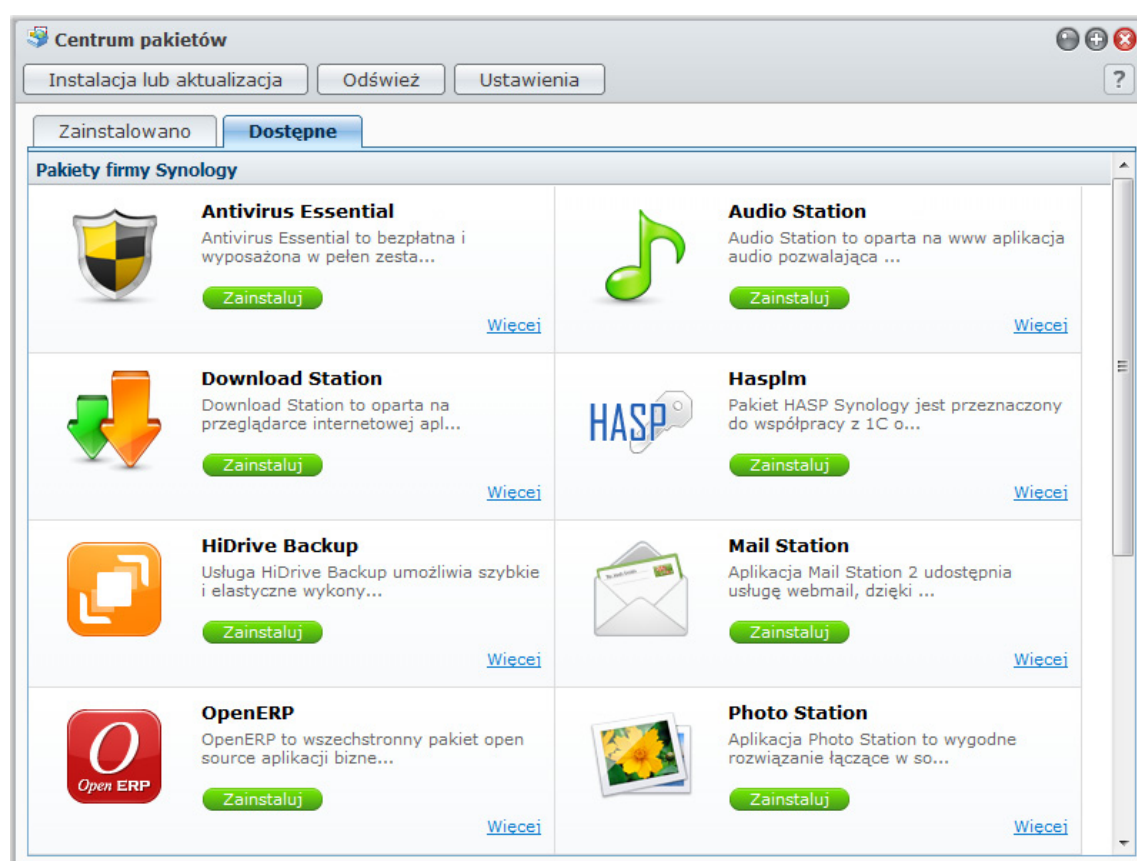 Centrum pakietów
Instalacja lub aktualizacja Odśwież Ustawienia ?
Zainstalowano Dostępne
Pakiety firmy Synology
Antivirus Essential
Antivirus Essential to bezpłatna i
wyposażona w pełen zesta...
Zainstaluj
Więcej
Audio Station
Audio Station to oparta na www aplikacja
audio pozwalająca ...
Zainstaluj
Więcej
Download Station
Download Station to oparta na
przeglądarce internetowej apl...
Zainstaluj
Więcej
HASP
Hasplm
Pakiet HASP Synology jest przeznaczony
do współpracy z 1C o...
Zainstaluj
Więcej
HiDrive Backup
Usługa HiDrive Backup umożliwia szybkie
i elastyczne wykony...
Zainstaluj
Więcej
Mail Station
Aplikacja Mail Station 2 udostępnia
usługę webmail, dzięki ...
Zainstaluj
Więcej
Open ERP
OpenERP
OpenERP to wszechstronny pakiet open
source aplikacji bizne...
Zainstaluj
Więcej
Photo Station
Aplikacja Photo Station to wygodne
rozwiązanie łączące w so...
Zainstaluj
Więcej